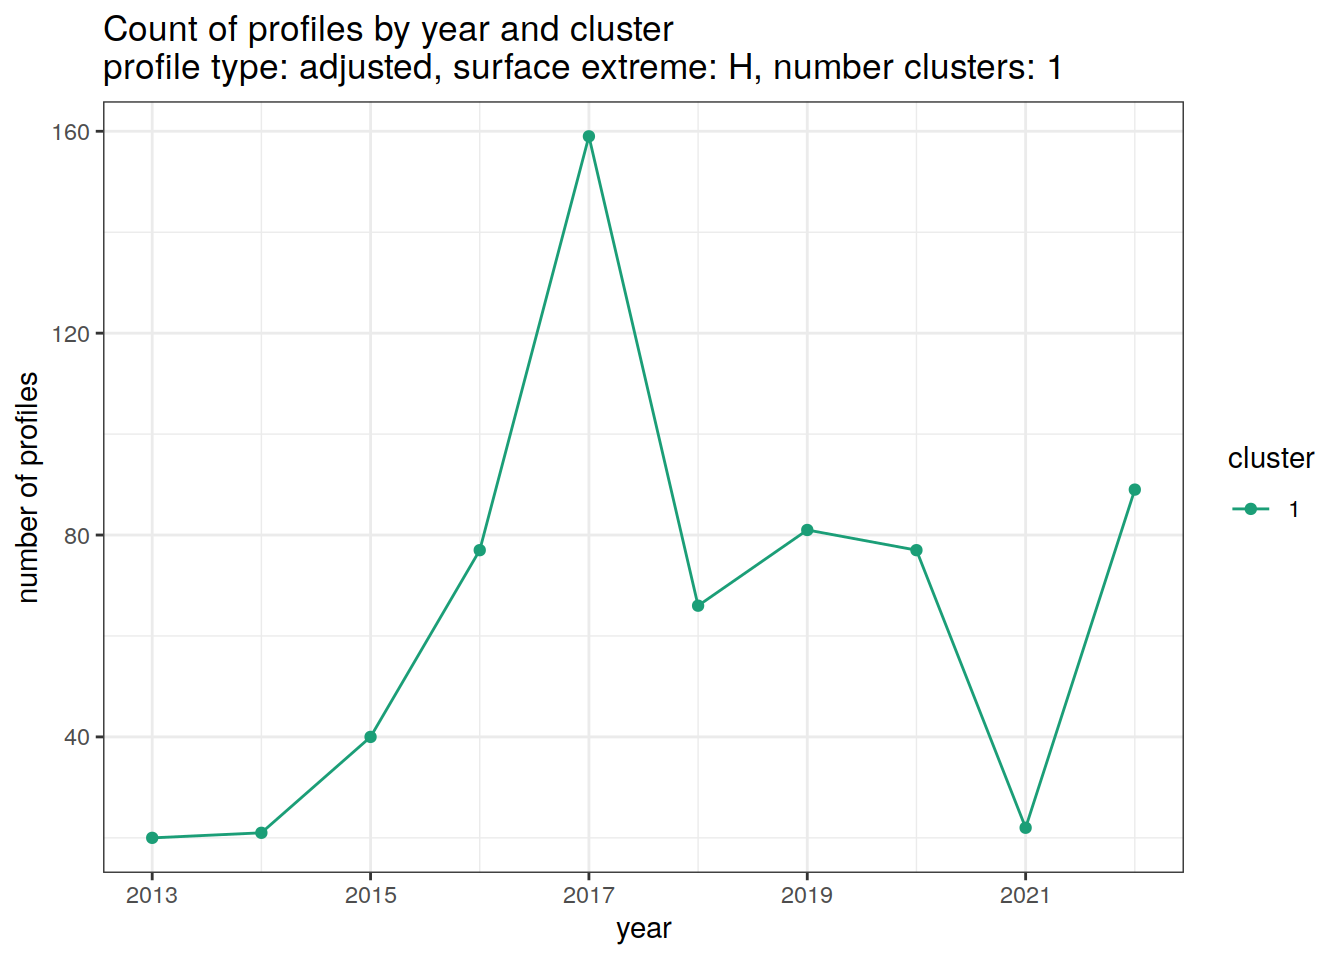 Count of profiles by year and cluster
profile type: adjusted, surface extreme: H, number clusters: 1
160
120
80
40
number of profiles
2013 2015 2017 2019 2021
year
cluster
1